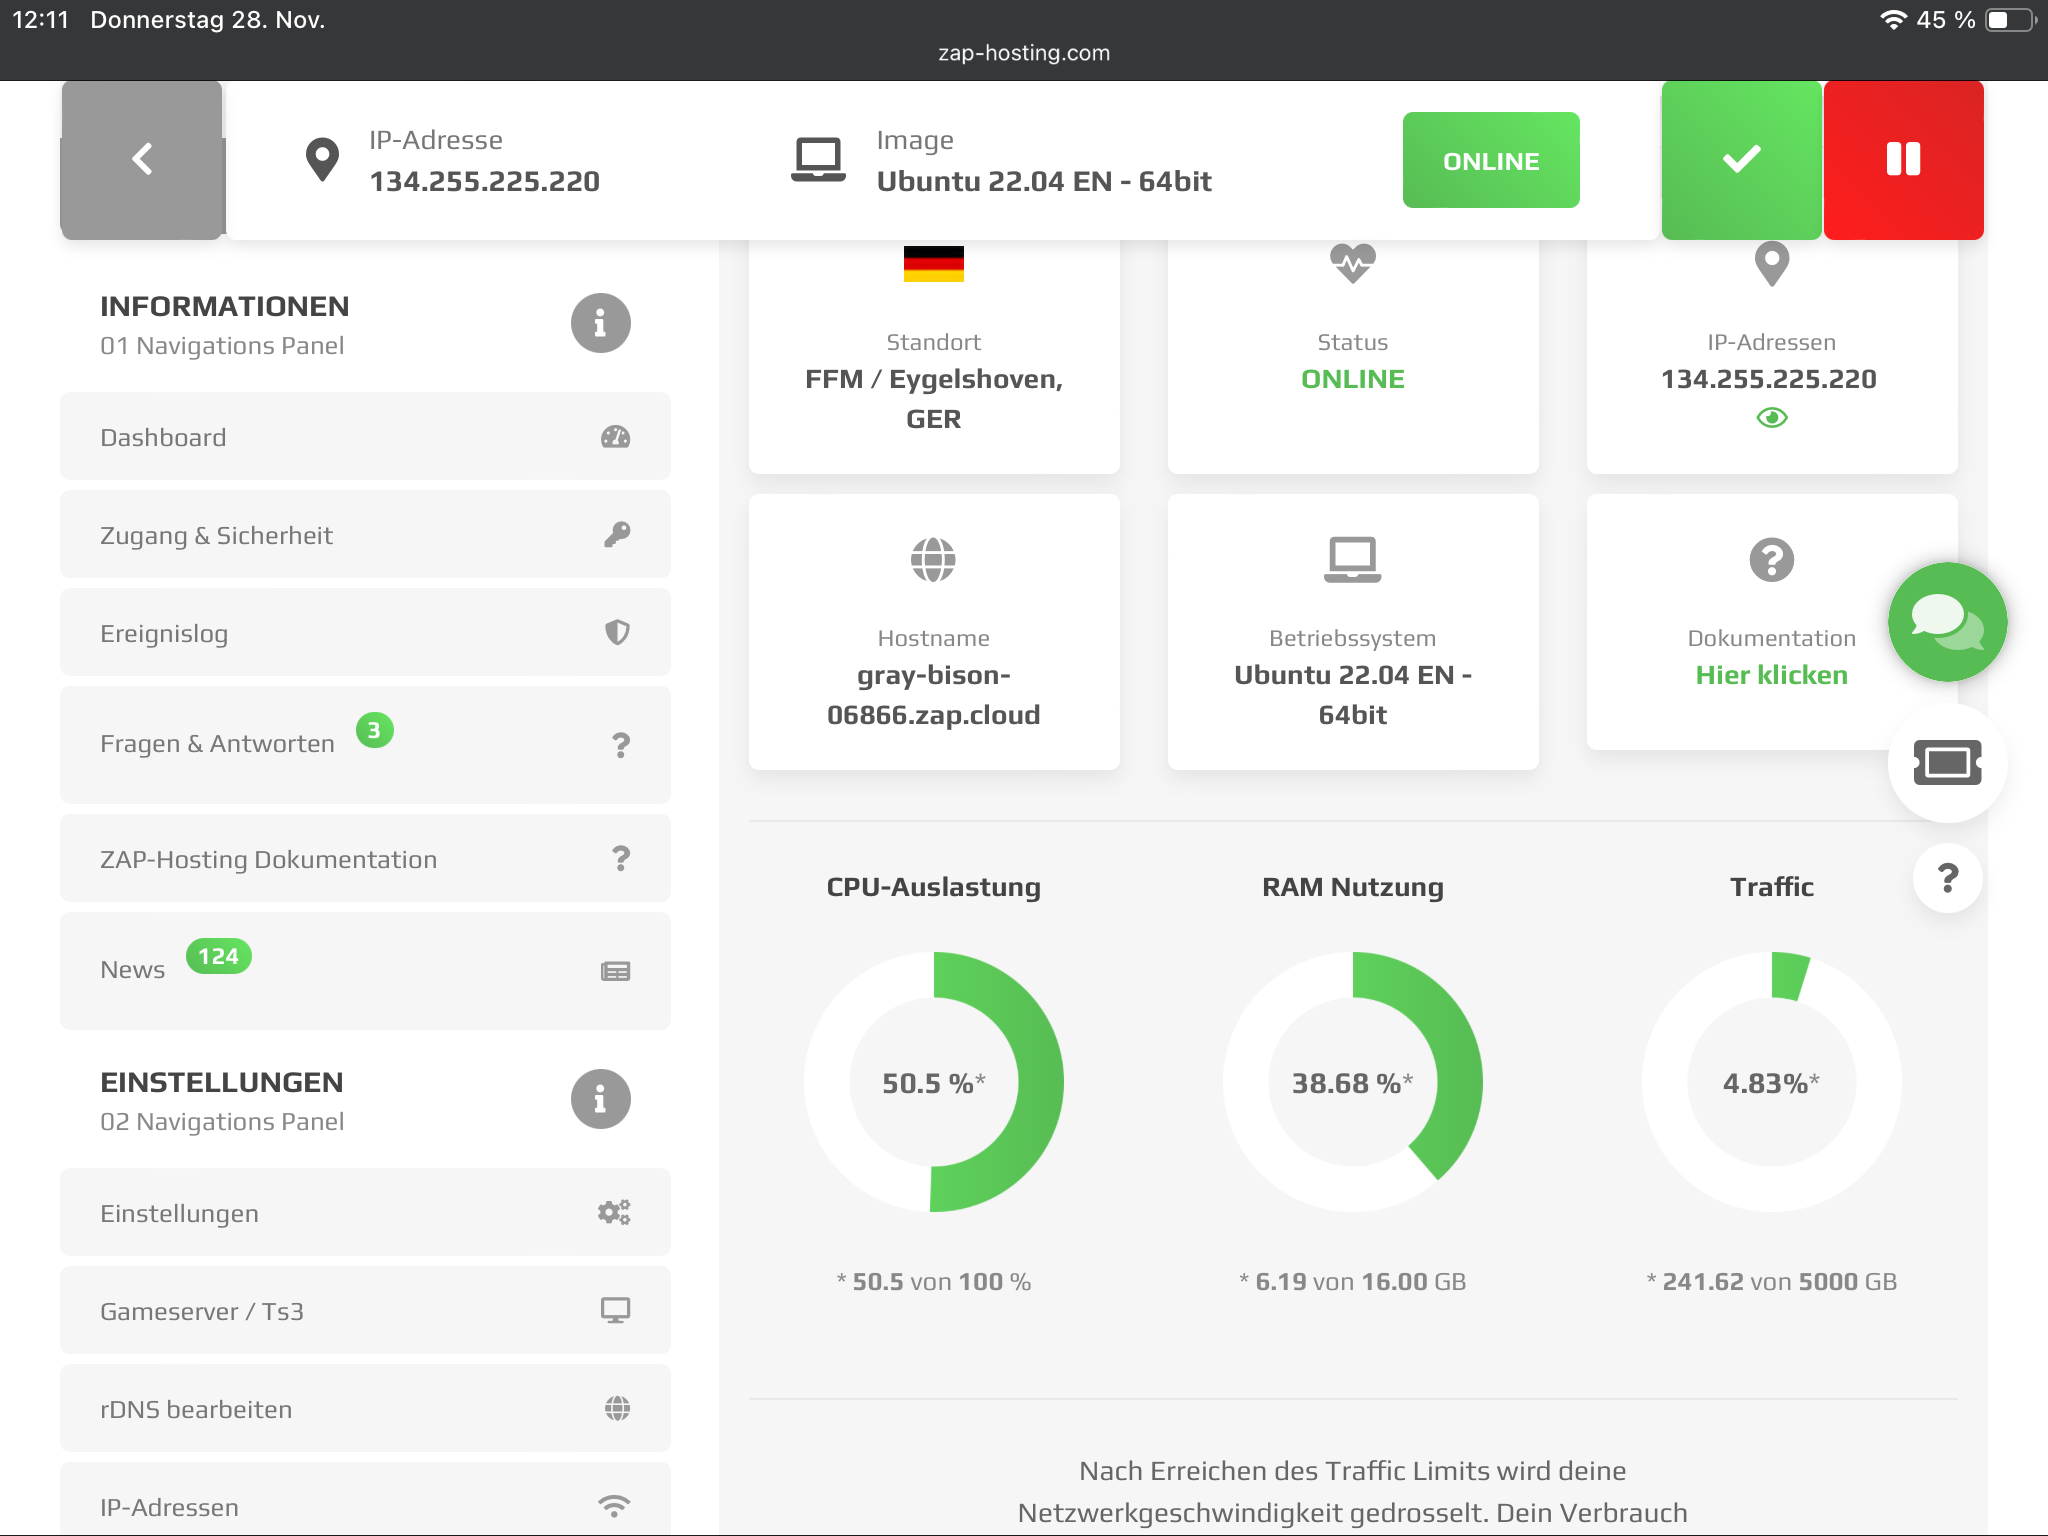 12:11 Donnerstag 28. Nov.
45 %
zap-hosting.com
IP-Adresse
134.255.225.220
Image
Ubuntu 22.04 EN - 64bit
ONLINE
INFORMATIONEN
01 Navigations Panel
Dashboard
Zugang & Sicherheit
Ereignislog
Fragen & Antworten 3
?
ZAP-Hosting Dokumentation
?
News 124
EINSTELLUNGEN
02 Navigations Panel
Einstellungen
Gameserver / Ts3
rDNS bearbeiten
IP-Adressen
Standort
FFM / Eygelshoven,
GER
Status
ONLINE
IP-Adressen
134.255.225.220
Hostname
gray-bison-
06866.zap.cloud
Betriebssystem
Ubuntu 22.04 EN -
64bit
?
Dokumentation
Hier klicken
?
CPU-Auslastung
50.5 %*
* 50.5 von 100 %
RAM Nutzung
38.68 %*
* 6.19 von 16.00 GB
Traffic
4.83%*
* 241.62 von 5000 GB
Nach Erreichen des Traffic Limits wird deine
Netzwerkgeschwindigkeit gedrosselt. Dein Verbrauch